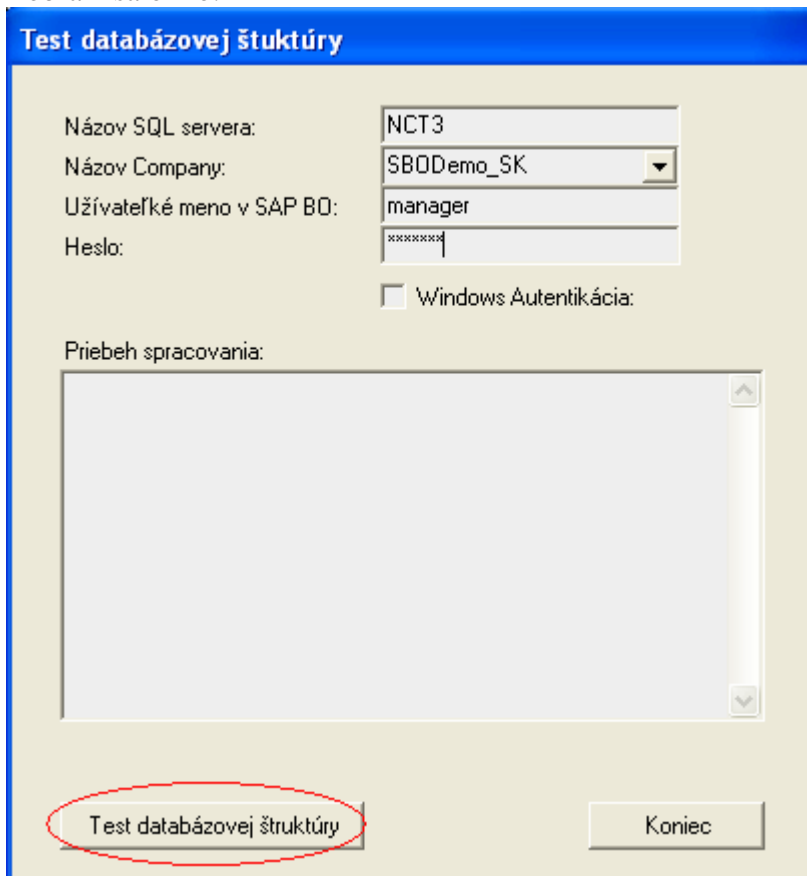 Test databázovej štuktúry
Názov SQL servera: NCT3
Názov Company: SBODemo_SK
Užívateľké meno v SAP BO: manager
Heslo: *******
Windows Autentikácia:
Priebeh spracovania:
Test databázovej štruktúry Koniec